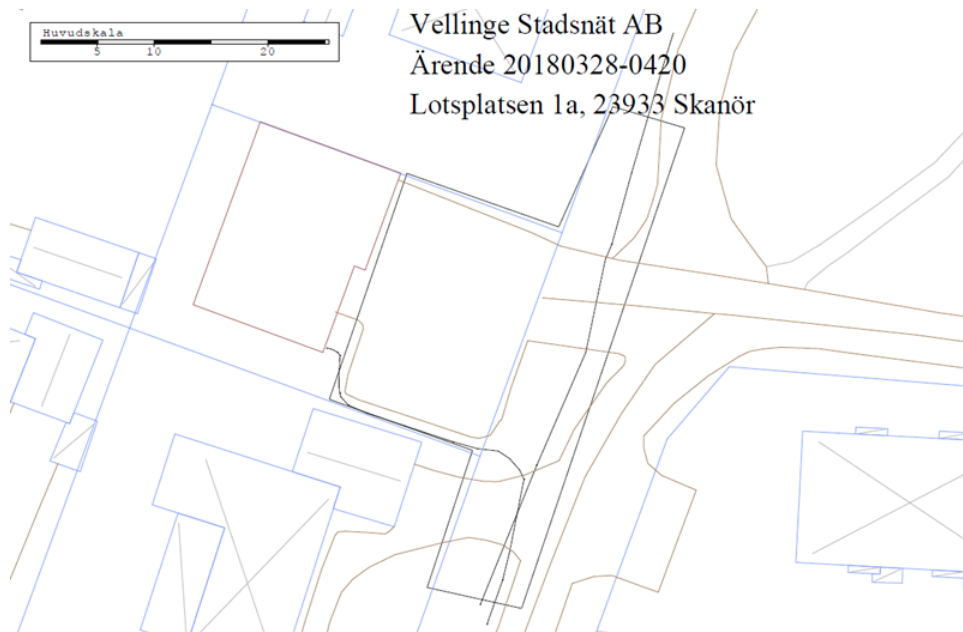 Huvudskala
5 10 20
Vellinge Stadsnät AB
Ärende 20180328-0420
Lotsplatsen 1a, 23933 Skanör